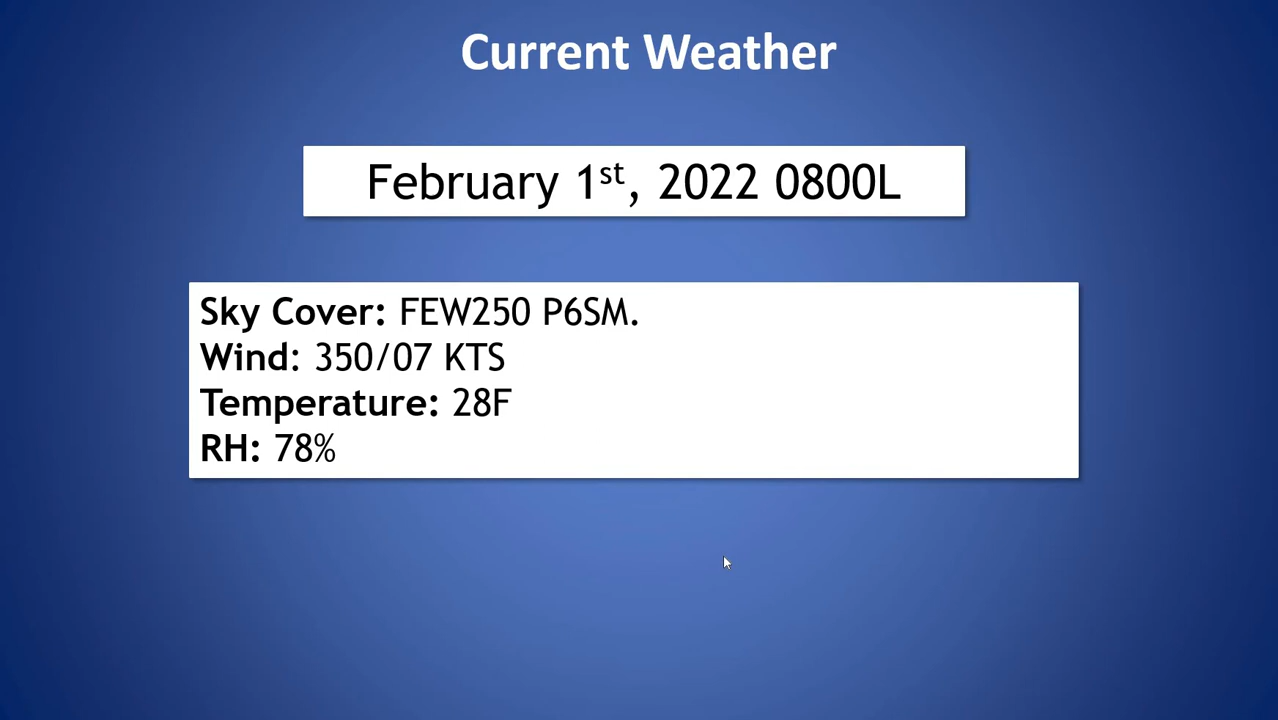 Current Weather
February 1st, 2022 0800L
Sky Cover: FEW250 P6SM.
Wind: 350/07 KTS
Temperature: 28F
RH: 78%